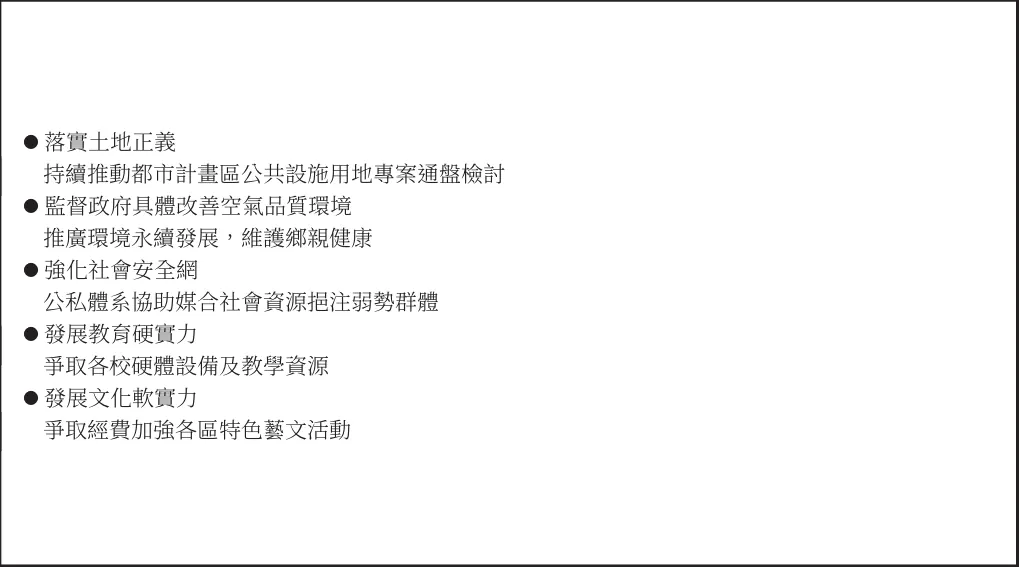 ● 落實土地正義
持續推動都市計畫區公共設施用地專案通盤檢討
● 監督政府具體改善空氣品質環境
推廣環境永續發展，維護鄉親健康
● 強化社會安全網
公私體系協助媒合社會資源挹注弱勢群體
● 發展教育硬實力
爭取各校硬體設備及教學資源
● 發展文化軟實力
爭取經費加強各區特色藝文活動